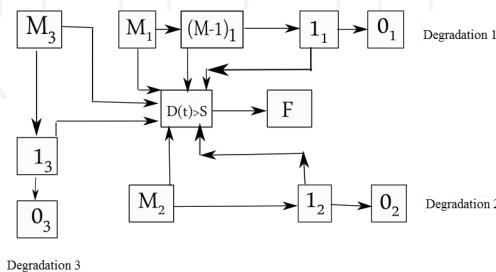 M₃ M₁ (M-1)₁ 1₁ 0₁ Degradation 1
D(t)>S F
1₃
M₂ 1₂ 0₂ Degradation 2
0₃
Degradation 3